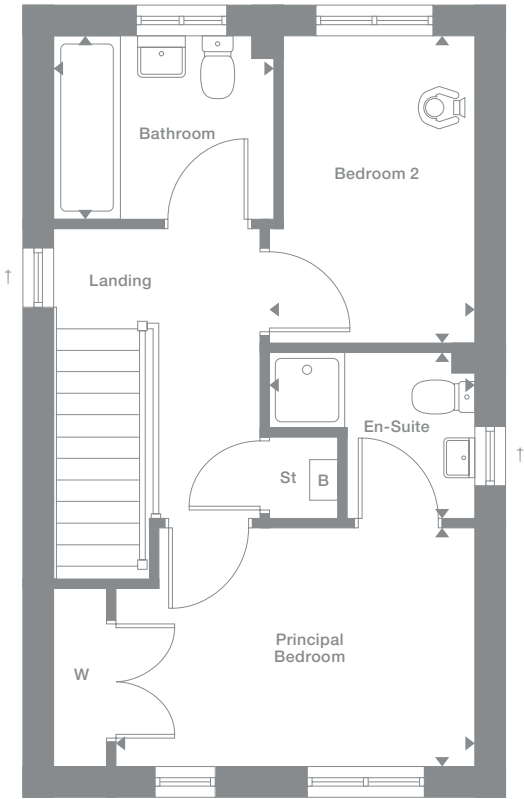 Bathroom
Bedroom 2
Landing
†
En-Suite
†
St
B
Principal
Bedroom
W